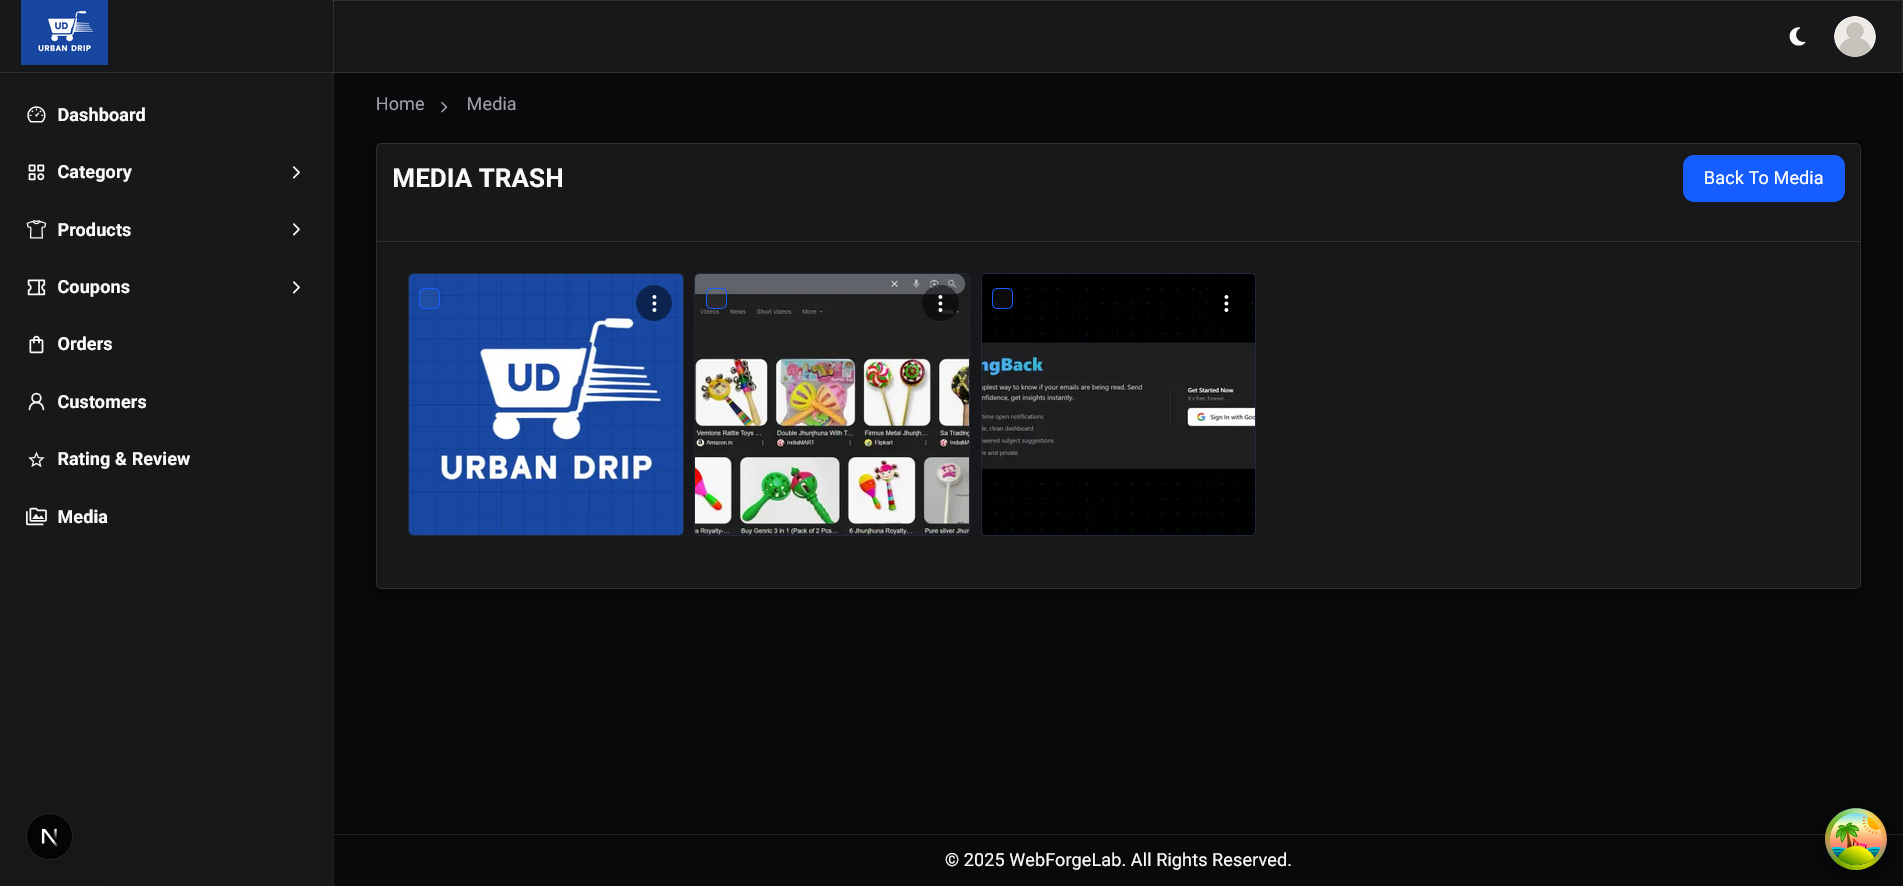 UD
URBAN DRIP
Dashboard
Category
Products
Coupons
Orders
Customers
Rating & Review
Media
Home
Media
MEDIA TRASH
Back To Media
UD
URBAN DRIP
Videos News Short videos More
Vemions Rattle Toys ... Double Jhunjhuna With T... Firmus Metal Jhunjh... Sa Trading
Amazon.in IndiaMART Flipkart IndiaMA
s Royalty-... Buy Genric 3 in 1 (Pack of 2 Pcs... 6 Jhunjhuna Royalty... Pure silver Jhun
ngBack
plest way to know if your emails are being read. Send
onfidence, get insights instantly.
time open notifications
le, clean dashboard
owered subject suggestions
re and private
Get Started Now
It's free, forever.
G Sign In with Goo
N
© 2025 WebForgeLab. All Rights Reserved.